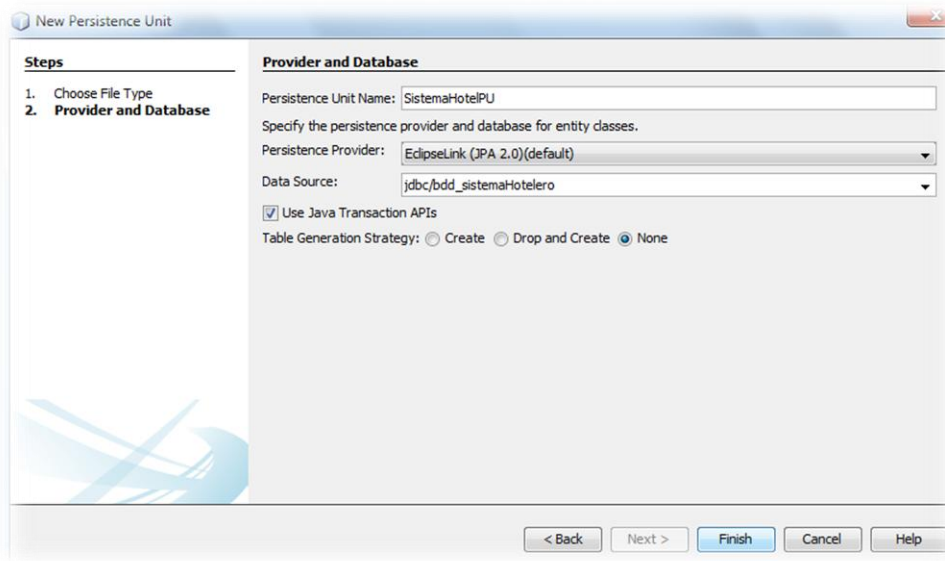 New Persistence Unit
Steps
1. Choose File Type
2. Provider and Database
Provider and Database
Persistence Unit Name: SistemaHotelPU
Specify the persistence provider and database for entity classes.
Persistence Provider: EclipseLink (JPA 2.0)(default)
Data Source: jdbc/bdd_sistemaHotelero
Use Java Transaction APIs
Table Generation Strategy: Create Drop and Create None
< Back Next > Finish Cancel Help